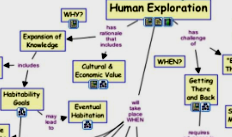 Human Exploration
WHY?
has
rationale
that
includes
has
challenge
of
Expansion of
Knowledge
Cultural &
Economic Value
WHEN?
includes
Getting
There
and Back
Habitability
Goals
may
lead
to
Eventual
Habitation
will
take
place
WHEN
requires